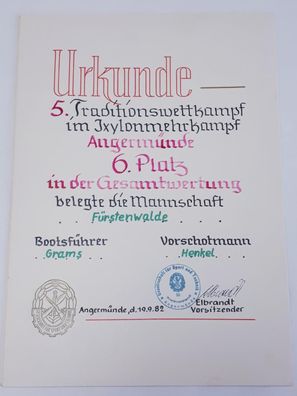 Urkunde
5. Traditionswettkampf
im Ixylonmehrkampf
Angermünde
6. Platz
in der Gesamtwertung
belegte die Mannschaft
. . Fürstenwalde . .
Bootsführer Vorschotmann
. Grams . . . . Henkel . .
Angermünde, d. 19.9.82
Elbrandt
Vorsitzender